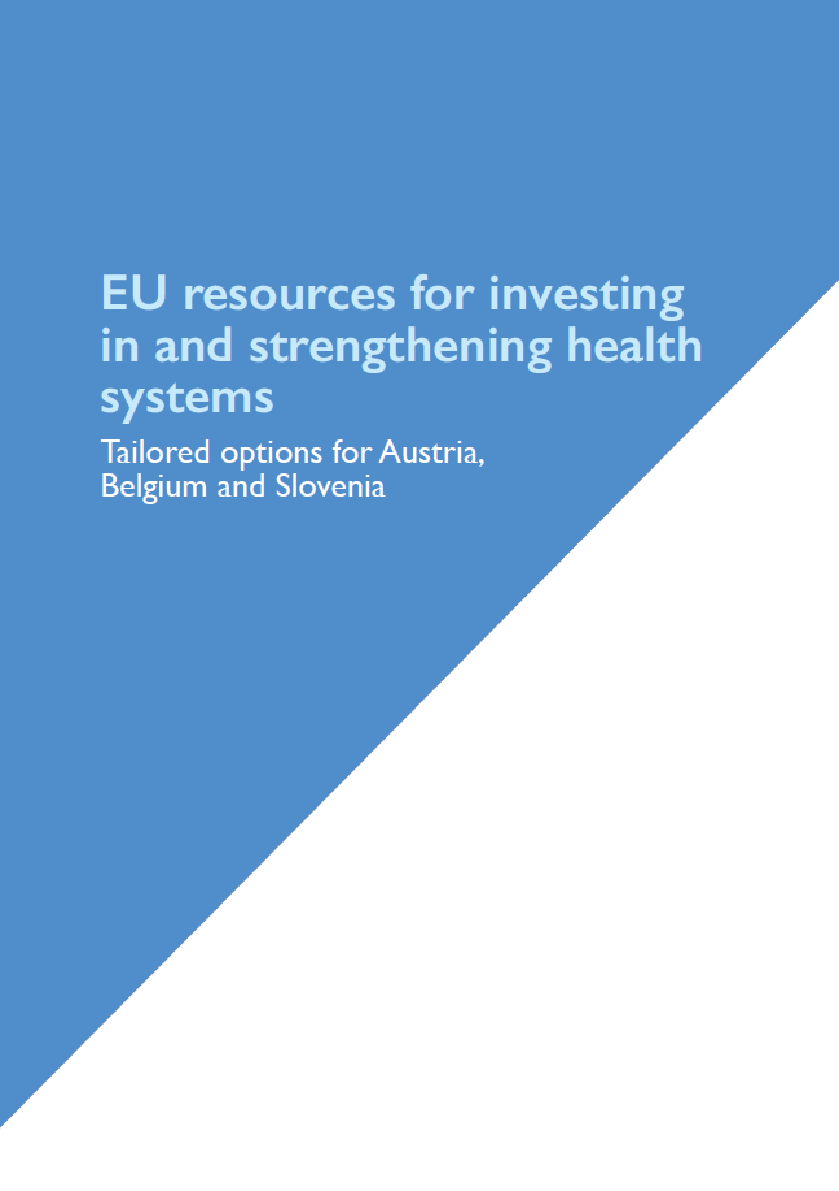 EU resources for investing
in and strengthening health
systems
Tailored options for Austria,
Belgium and Slovenia